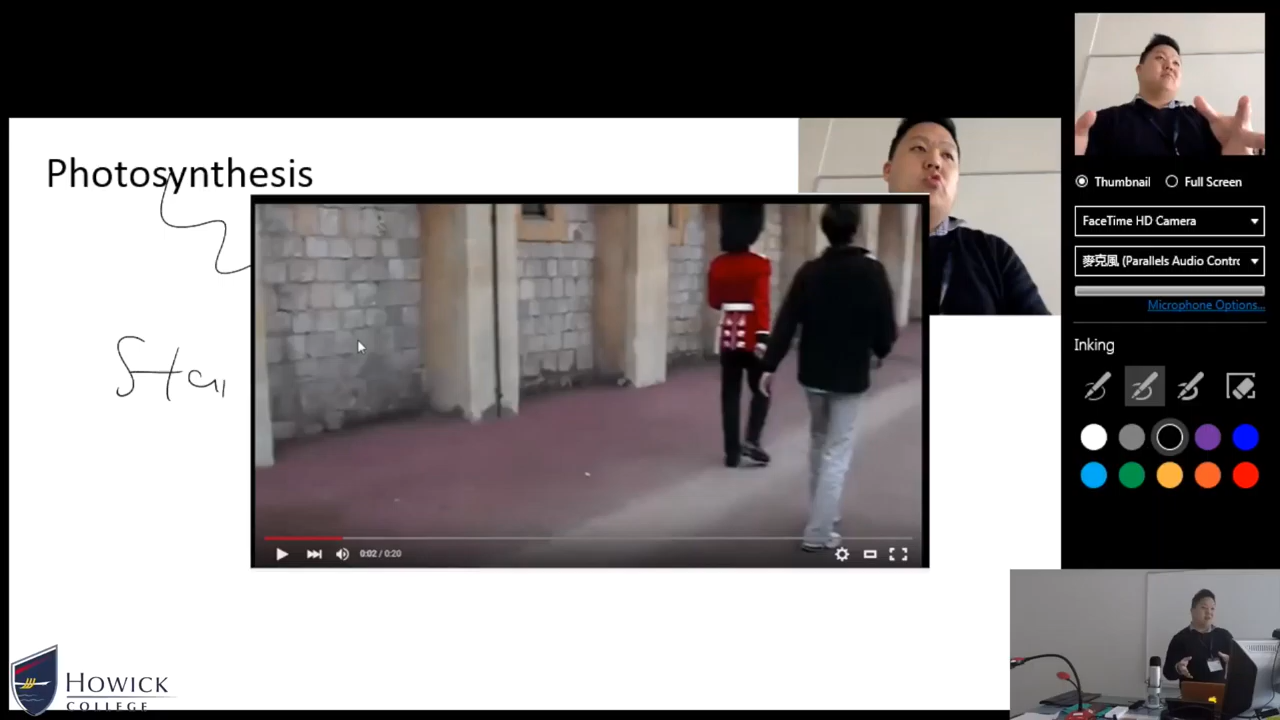 Photosynthesis
Star
0:02 / 0:20
HOWICK
COLLEGE
Thumbnail
Full Screen
FaceTime HD Camera
麥克風 (Parallels Audio Contro
Microphone Options...
Inking